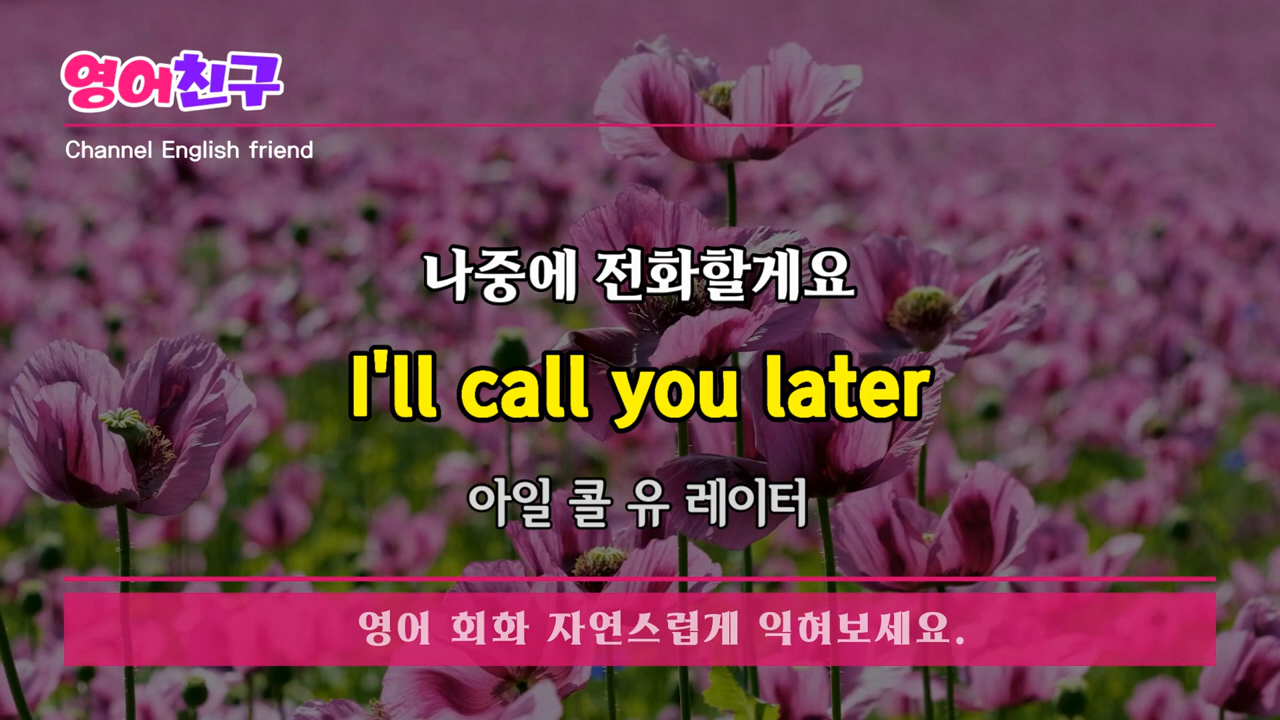 영어친구
Channel English friend
나중에 전화할게요
I'll call you later
아일 콜 유 레이터
영어 회화 자연스럽게 익혀보세요.